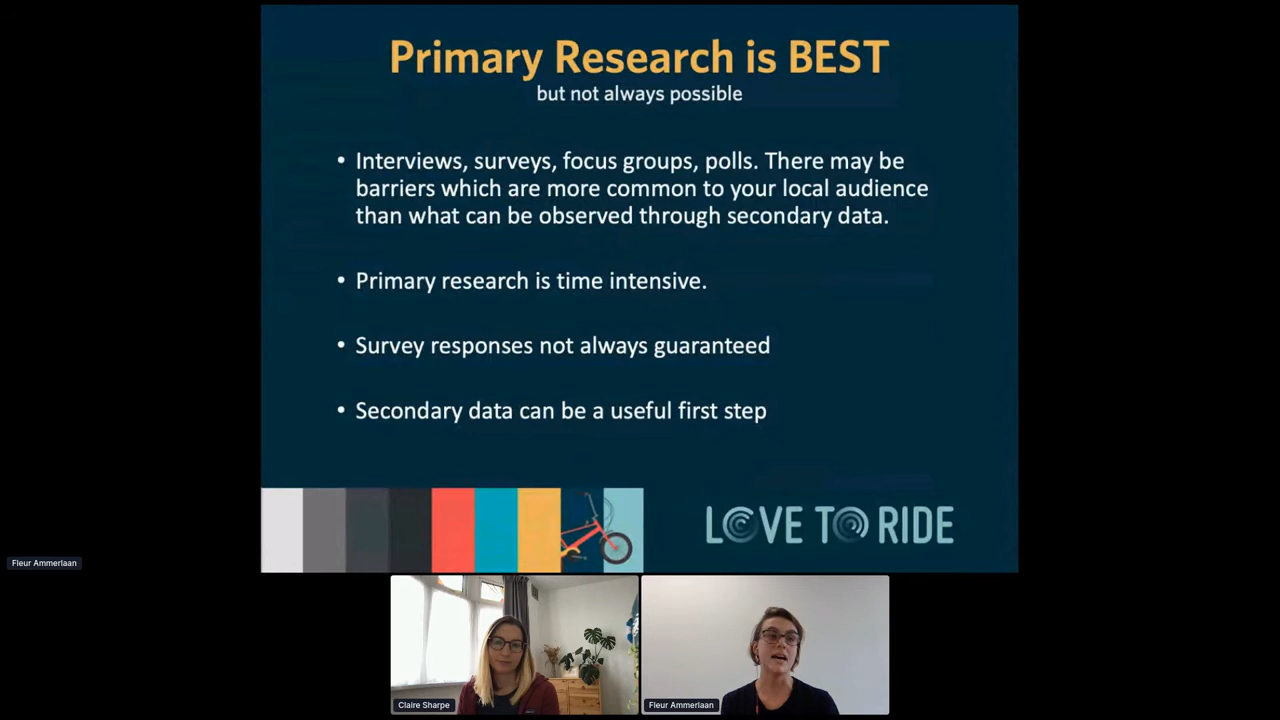 Primary Research is BEST
but not always possible
• Interviews, surveys, focus groups, polls. There may be
barriers which are more common to your local audience
than what can be observed through secondary data.
• Primary research is time intensive.
• Survey responses not always guaranteed
• Secondary data can be a useful first step
LOVE TO RIDE
Fleur Ammerlaan
Claire Sharpe
Fleur Ammerlaan